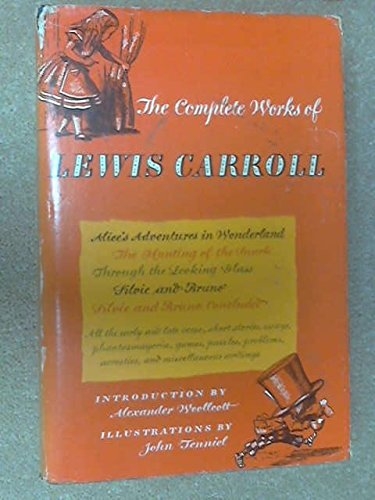 The Complete Works of
LEWIS CARROLL
Alice's Adventures in Wonderland
The Hunting of the Snark
Through the Looking Glass
Silvie and Bruno
Silvie and Bruno Concluded
All the early and late verse, short stories, essays,
phantasmagoria, games, puzzles, problems,
acrostics, and miscellaneous writings
INTRODUCTION BY
Alexander Woollcott
ILLUSTRATIONS BY
John Tenniel